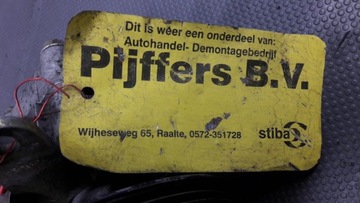 Dit is weer een onderdeel van:
Autohandel- Demontagebedrijf
Pijffers B.V.
Wijheseweg 65, Raalte, 0572-351728
stiba